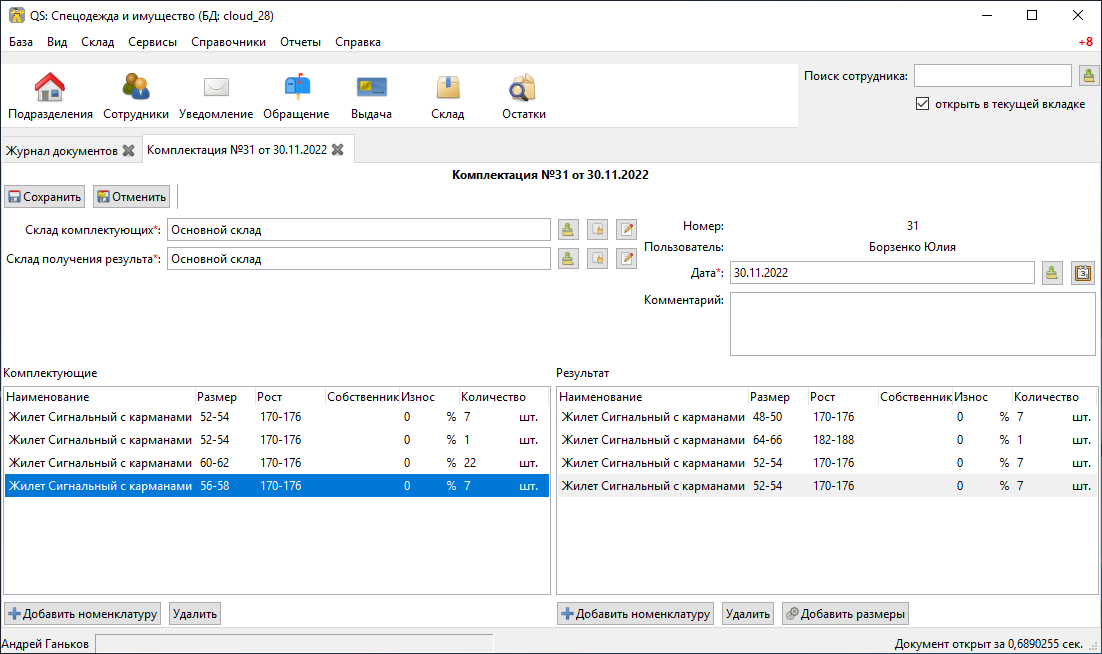 QS: Спецодежда и имущество (БД: cloud_28)
База Вид Склад Сервисы Справочники Отчеты Справка +8
Подразделения Сотрудники Уведомление Обращение Выдача Склад Остатки
Поиск сотрудника:
открыть в текущей вкладке
Журнал документов Комплектация №31 от 30.11.2022
Комплектация №31 от 30.11.2022
Сохранить Отменить
Склад комплектующих*: Основной склад
Склад получения результа*: Основной склад
Номер: 31
Пользователь: Борзенко Юлия
Дата*: 30.11.2022
Комментарий:
Комплектующие
Наименование Размер Рост Собственник Износ Количество
Жилет Сигнальный с карманами 52-54 170-176 0 % 7 шт.
Жилет Сигнальный с карманами 52-54 170-176 0 % 1 шт.
Жилет Сигнальный с карманами 60-62 170-176 0 % 22 шт.
Жилет Сигнальный с карманами 56-58 170-176 0 % 7 шт.
Добавить номенклатуру Удалить
Результат
Наименование Размер Рост Собственник Износ Количество
Жилет Сигнальный с карманами 48-50 170-176 0 % 7 шт.
Жилет Сигнальный с карманами 64-66 182-188 0 % 1 шт.
Жилет Сигнальный с карманами 52-54 170-176 0 % 7 шт.
Жилет Сигнальный с карманами 52-54 170-176 0 % 7 шт.
Добавить номенклатуру Удалить Добавить размеры
Андрей Ганьков Документ открыт за 0,6890255 сек.